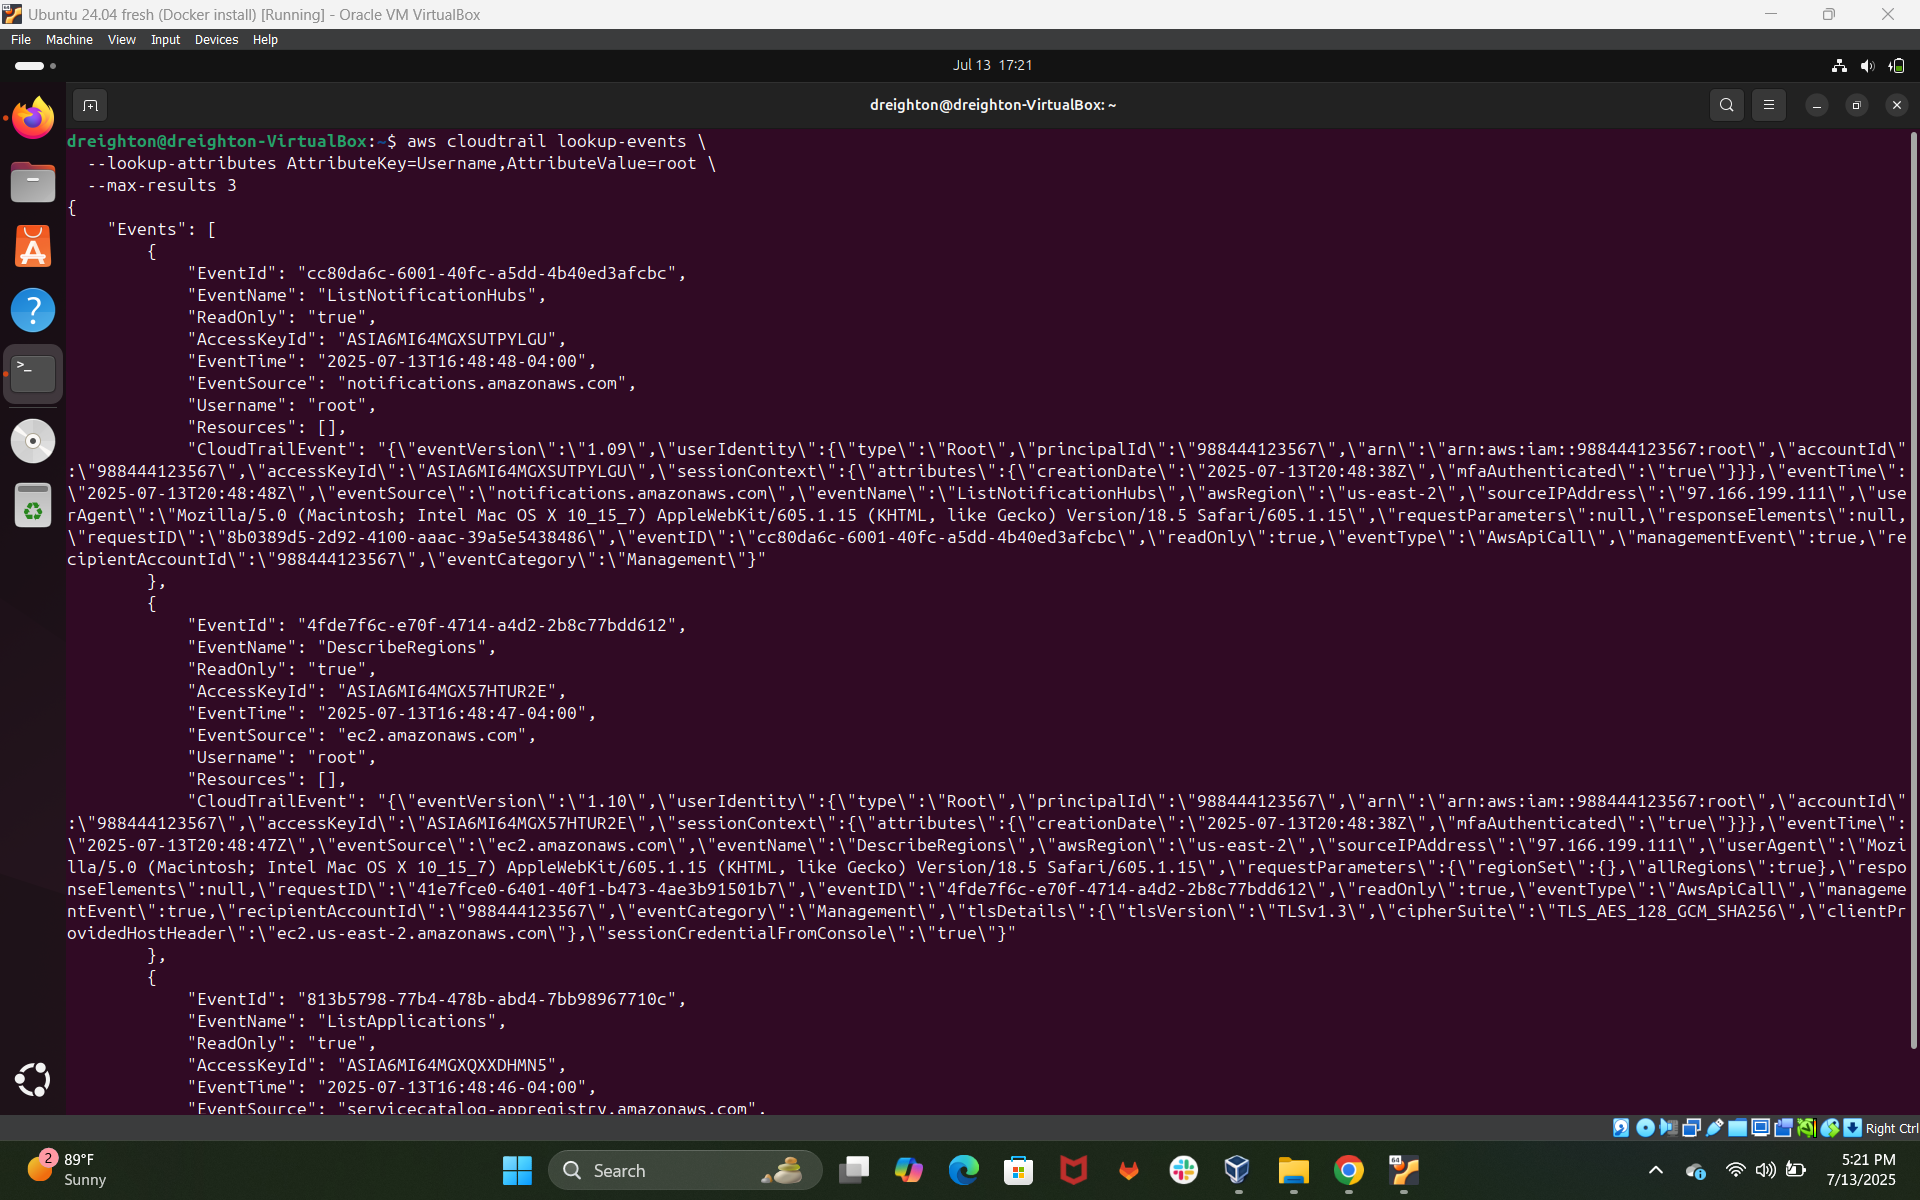 Ubuntu 24.04 fresh (Docker install) [Running] - Oracle VM VirtualBox
File Machine View Input Devices Help
Jul 13 17:21
dreighton@dreighton-VirtualBox: ~
dreighton@dreighton-VirtualBox:~$ aws cloudtrail lookup-events \
  --lookup-attributes AttributeKey=Username,AttributeValue=root \
  --max-results 3
{
    "Events": [
        {
            "EventId": "cc80da6c-6001-40fc-a5dd-4b40ed3afcbc",
            "EventName": "ListNotificationHubs",
            "ReadOnly": "true",
            "AccessKeyId": "ASIA6MI64MGXSUTPYLGU",
            "EventTime": "2025-07-13T16:48:48-04:00",
            "EventSource": "notifications.amazonaws.com",
            "Username": "root",
            "Resources": [],
            "CloudTrailEvent": "{\"eventVersion\":\"1.09\",\"userIdentity\":{\"type\":\"Root\",\"principalId\":\"988444123567\",\"arn\":\"arn:aws:iam::988444123567:root\",\"accountId\"
:\"988444123567\",\"accessKeyId\":\"ASIA6MI64MGXSUTPYLGU\",\"sessionContext\":{\"attributes\":{\"creationDate\":\"2025-07-13T20:48:38Z\",\"mfaAuthenticated\":\"true\"}}},\"eventTime\":
\"2025-07-13T20:48:48Z\",\"eventSource\":\"notifications.amazonaws.com\",\"eventName\":\"ListNotificationHubs\",\"awsRegion\":\"us-east-2\",\"sourceIPAddress\":\"97.166.199.111\",\"use
rAgent\":\"Mozilla/5.0 (Macintosh; Intel Mac OS X 10_15_7) AppleWebKit/605.1.15 (KHTML, like Gecko) Version/18.5 Safari/605.1.15\",\"requestParameters\":null,\"responseElements\":null,
\"requestID\":\"8b0389d5-2d92-4100-aaac-39a5e5438486\",\"eventID\":\"cc80da6c-6001-40fc-a5dd-4b40ed3afcbc\",\"readOnly\":true,\"eventType\":\"AwsApiCall\",\"managementEvent\":true,\"re
cipientAccountId\":\"988444123567\",\"eventCategory\":\"Management\"}"
        },
        {
            "EventId": "4fde7f6c-e70f-4714-a4d2-2b8c77bdd612",
            "EventName": "DescribeRegions",
            "ReadOnly": "true",
            "AccessKeyId": "ASIA6MI64MGX57HTUR2E",
            "EventTime": "2025-07-13T16:48:47-04:00",
            "EventSource": "ec2.amazonaws.com",
            "Username": "root",
            "Resources": [],
            "CloudTrailEvent": "{\"eventVersion\":\"1.10\",\"userIdentity\":{\"type\":\"Root\",\"principalId\":\"988444123567\",\"arn\":\"arn:aws:iam::988444123567:root\",\"accountId\"
:\"988444123567\",\"accessKeyId\":\"ASIA6MI64MGX57HTUR2E\",\"sessionContext\":{\"attributes\":{\"creationDate\":\"2025-07-13T20:48:38Z\",\"mfaAuthenticated\":\"true\"}}},\"eventTime\":
\"2025-07-13T20:48:47Z\",\"eventSource\":\"ec2.amazonaws.com\",\"eventName\":\"DescribeRegions\",\"awsRegion\":\"us-east-2\",\"sourceIPAddress\":\"97.166.199.111\",\"userAgent\":\"Mozi
lla/5.0 (Macintosh; Intel Mac OS X 10_15_7) AppleWebKit/605.1.15 (KHTML, like Gecko) Version/18.5 Safari/605.1.15\",\"requestParameters\":{\"regionSet\":{},\"allRegions\":true},\"respo
nseElements\":null,\"requestID\":\"41e7fce0-6401-40f1-b473-4ae3b91501b7\",\"eventID\":\"4fde7f6c-e70f-4714-a4d2-2b8c77bdd612\",\"readOnly\":true,\"eventType\":\"AwsApiCall\",\"manageme
ntEvent\":true,\"recipientAccountId\":\"988444123567\",\"eventCategory\":\"Management\",\"tlsDetails\":{\"tlsVersion\":\"TLSv1.3\",\"cipherSuite\":\"TLS_AES_128_GCM_SHA256\",\"clientPr
ovidedHostHeader\":\"ec2.us-east-2.amazonaws.com\"},\"sessionCredentialFromConsole\":\"true\"}"
        },
        {
            "EventId": "813b5798-77b4-478b-abd4-7bb98967710c",
            "EventName": "ListApplications",
            "ReadOnly": "true",
            "AccessKeyId": "ASIA6MI64MGXQXXDHMN5",
            "EventTime": "2025-07-13T16:48:46-04:00",
            "EventSource": "servicecatalog-appregistry.amazonaws.com",
Right Ctrl
2
89°F
Sunny
Search
5:21 PM
7/13/2025